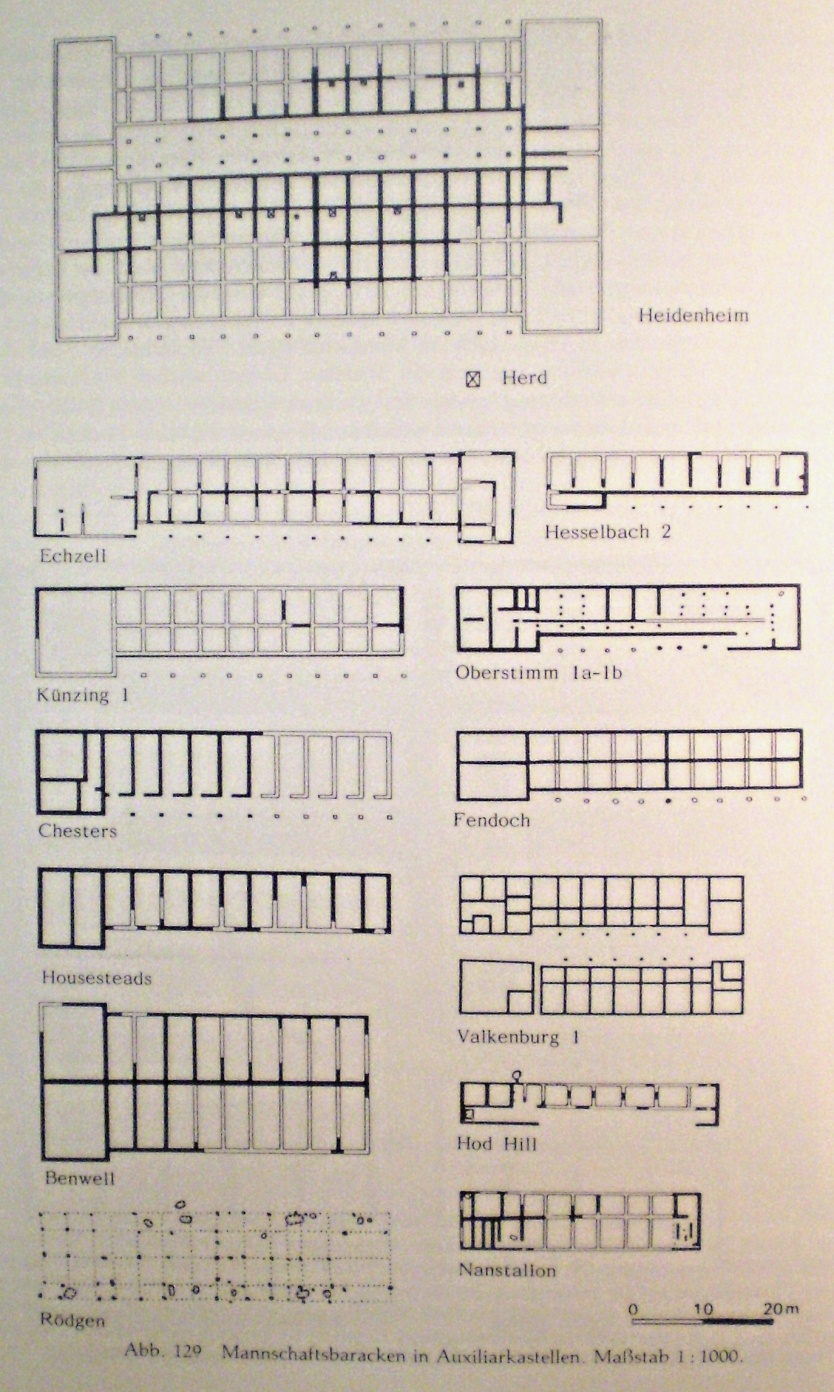 Heidenheim
Herd
Echzell
Hesselbach 2
Künzing 1
Oberstimm 1a-1b
Chesters
Fendoch
Housesteads
Valkenburg 1
Benwell
Hod Hill
Rödgen
Nanstallon
0 10 20m
Abb. 129 Mannschaftsbaracken in Auxiliarkastellen. Maßstab 1 : 1000.